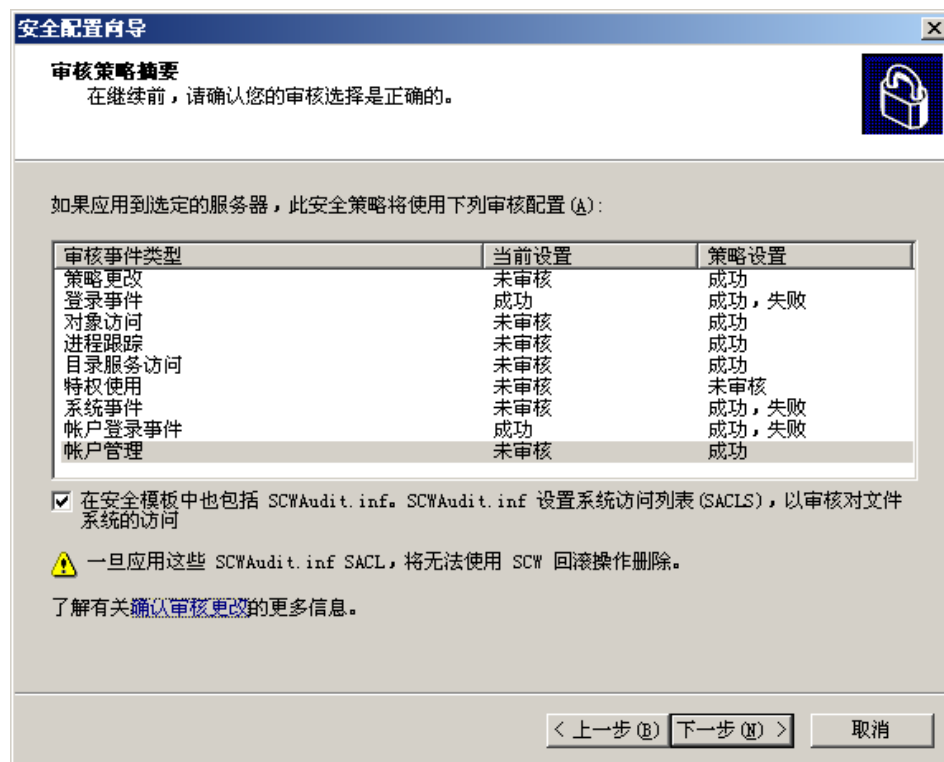 安全配置向导
审核策略摘要
在继续前，请确认您的审核选择是正确的。
如果应用到选定的服务器，此安全策略将使用下列审核配置(A):
审核事件类型 当前设置 策略设置
策略更改 未审核 成功
登录事件 成功 成功，失败
对象访问 未审核 成功
进程跟踪 未审核 成功
目录服务访问 未审核 成功
特权使用 未审核 未审核
系统事件 未审核 成功，失败
帐户登录事件 成功 成功，失败
帐户管理 未审核 成功
在安全模板中也包括 SCWAudit.inf。SCWAudit.inf 设置系统访问列表(SACLS)，以审核对文件
系统的访问
一旦应用这些 SCWAudit.inf SACL，将无法使用 SCW 回滚操作删除。
了解有关确认审核更改的更多信息。
< 上一步(B) 下一步(N) > 取消